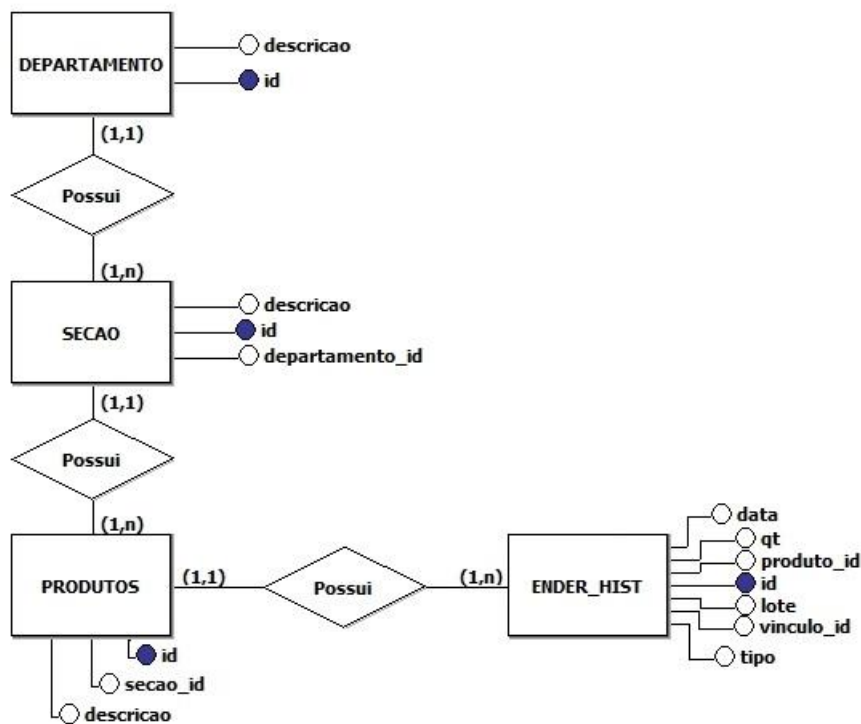 descricao
DEPARTAMENTO
id
(1,1)
Possui
(1,n)
descricao
SECAO
id
departamento_id
(1,1)
Possui
(1,n)
PRODUTOS
(1,1)
Possui
(1,n)
ENDER_HIST
data
qt
produto_id
id
lote
vinculo_id
tipo
id
secao_id
descricao